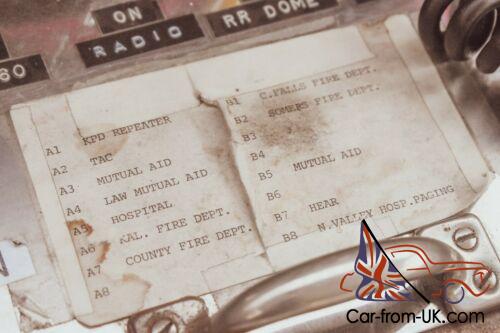 ON
RADIO
RR DOME
60
A1 KPD REPEATER
A2 TAC
A3 MUTUAL AID
A4 LAW MUTUAL AID
A5 HOSPITAL
A6 KAL. FIRE DEPT.
A7 COUNTY FIRE DEPT.
A8
B1 C.FALLS FIRE DEPT.
B2 SOMERS FIRE DEPT.
B3
B4
B5 MUTUAL AID
B6
B7 HEAR
B8 N.VALLEY HOSP.PAGING
Car-from-UK.com